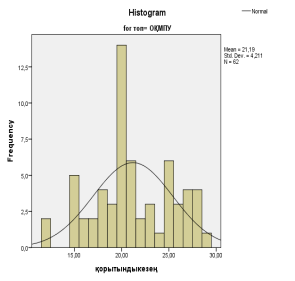 Histogram
for топ= ОҚМПУ
Normal
Mean = 21,19
Std. Dev. = 4,211
N = 62
12,5
10,0
7,5
5,0
2,5
0,0
Frequency
15,00 20,00 25,00 30,00
қорытындыкезең